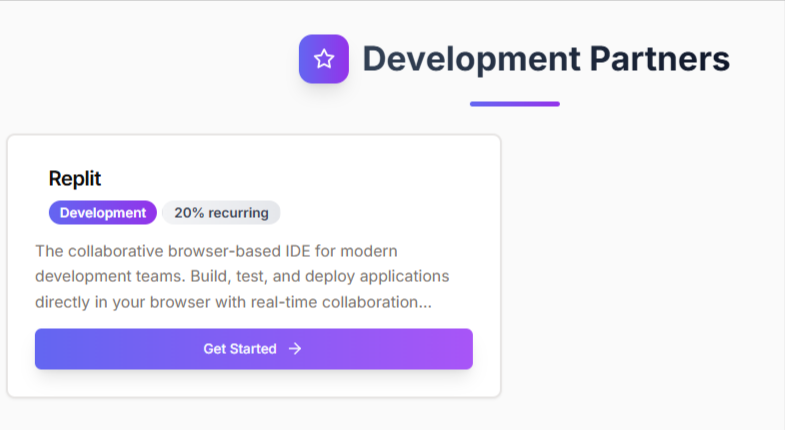 Development Partners
Replit
Development 20% recurring
The collaborative browser-based IDE for modern
development teams. Build, test, and deploy applications
directly in your browser with real-time collaboration...
Get Started